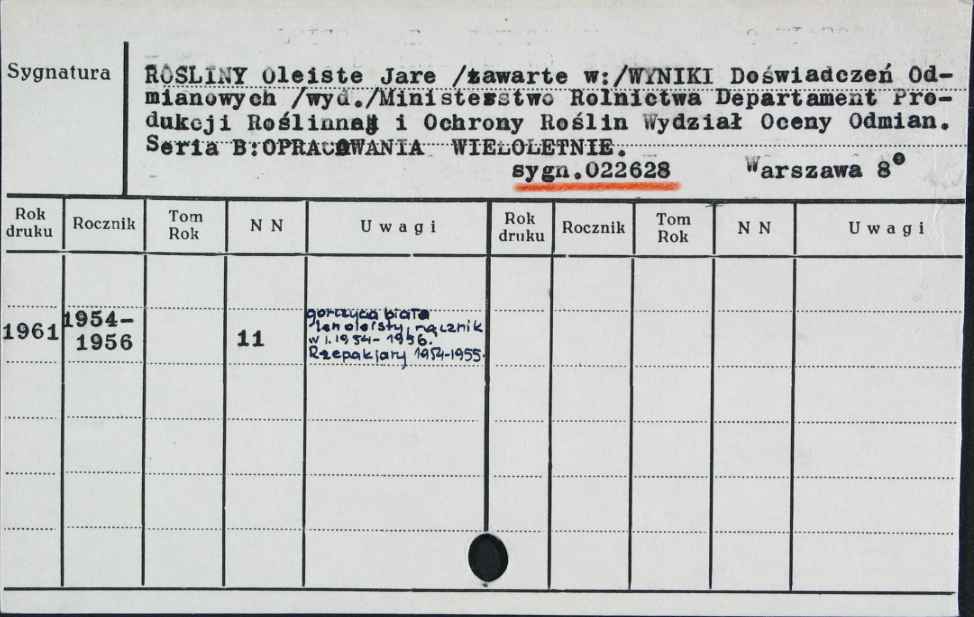 Sygnatura
ROŚLINY Oleiste Jare /zawarte w:/WYNIKI Doświadczeń Od-
mianowych /wyd./Ministerstwo Rolnictwa Departament Pro-
dukcji Roślinnej i Ochrony Roślin Wydział Oceny Odmian.
Seria B:OPRACOWANIA WIELOLETNIE.
sygn.022628 Warszawa 8°
Rok druku Rocznik Tom Rok N N Uwagi Rok druku Rocznik Tom Rok N N Uwagi
1961 1954-1956 11
gorczyca biała
len oleisty, rącznik
w l. 1954-1956.
Rzepak jary 1954-1955.